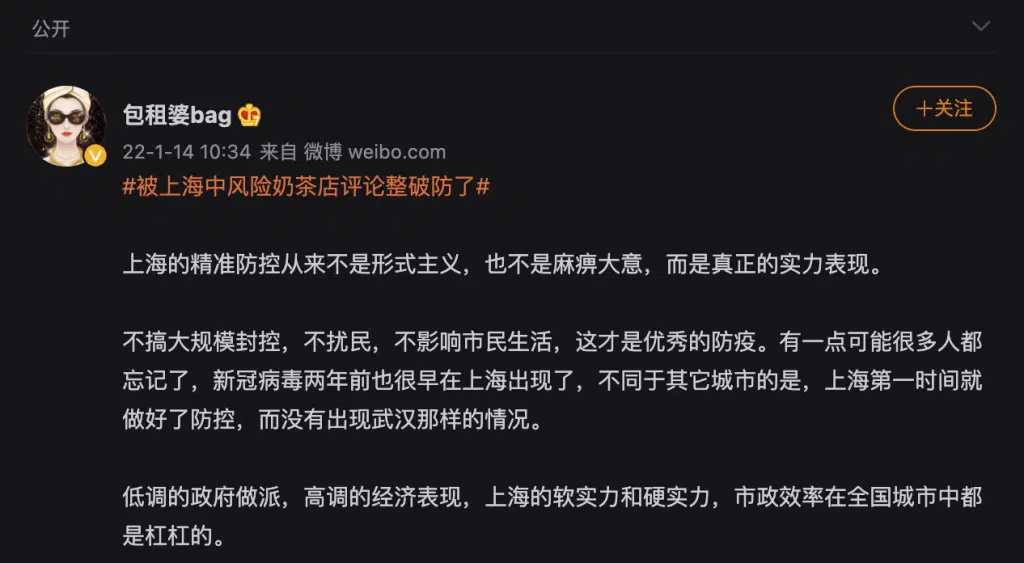 公开
包租婆bag
+关注
22-1-14 10:34 来自 微博 weibo.com
#被上海中风险奶茶店评论整破防了#
上海的精准防控从来不是形式主义，也不是麻痹大意，而是真正的实力表现。
不搞大规模封控，不扰民，不影响市民生活，这才是优秀的防疫。有一点可能很多人都
忘记了，新冠病毒两年前也很早在上海出现了，不同于其它城市的是，上海第一时间就
做好了防控，而没有出现武汉那样的情况。
低调的政府做派，高调的经济表现，上海的软实力和硬实力，市政效率在全国城市中都
是杠杠的。